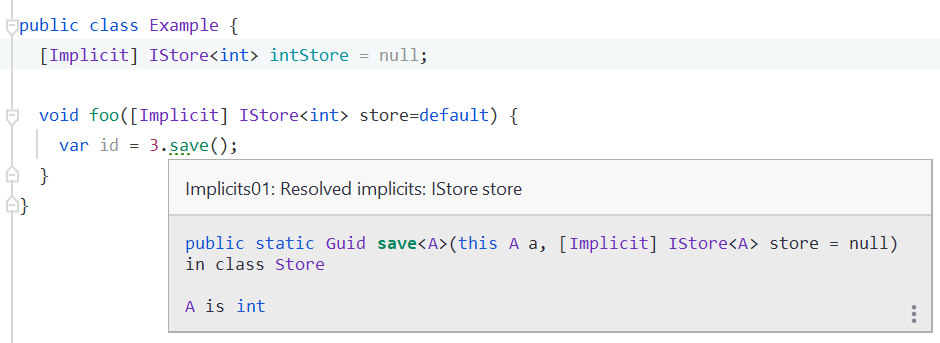 public class Example {
[Implicit] IStore<int> intStore = null;
void foo([Implicit] IStore<int> store=default) {
var id = 3.save();
}
}
Implicits01: Resolved implicits: IStore store
public static Guid save<A>(this A a, [Implicit] IStore<A> store = null)
in class Store
A is int